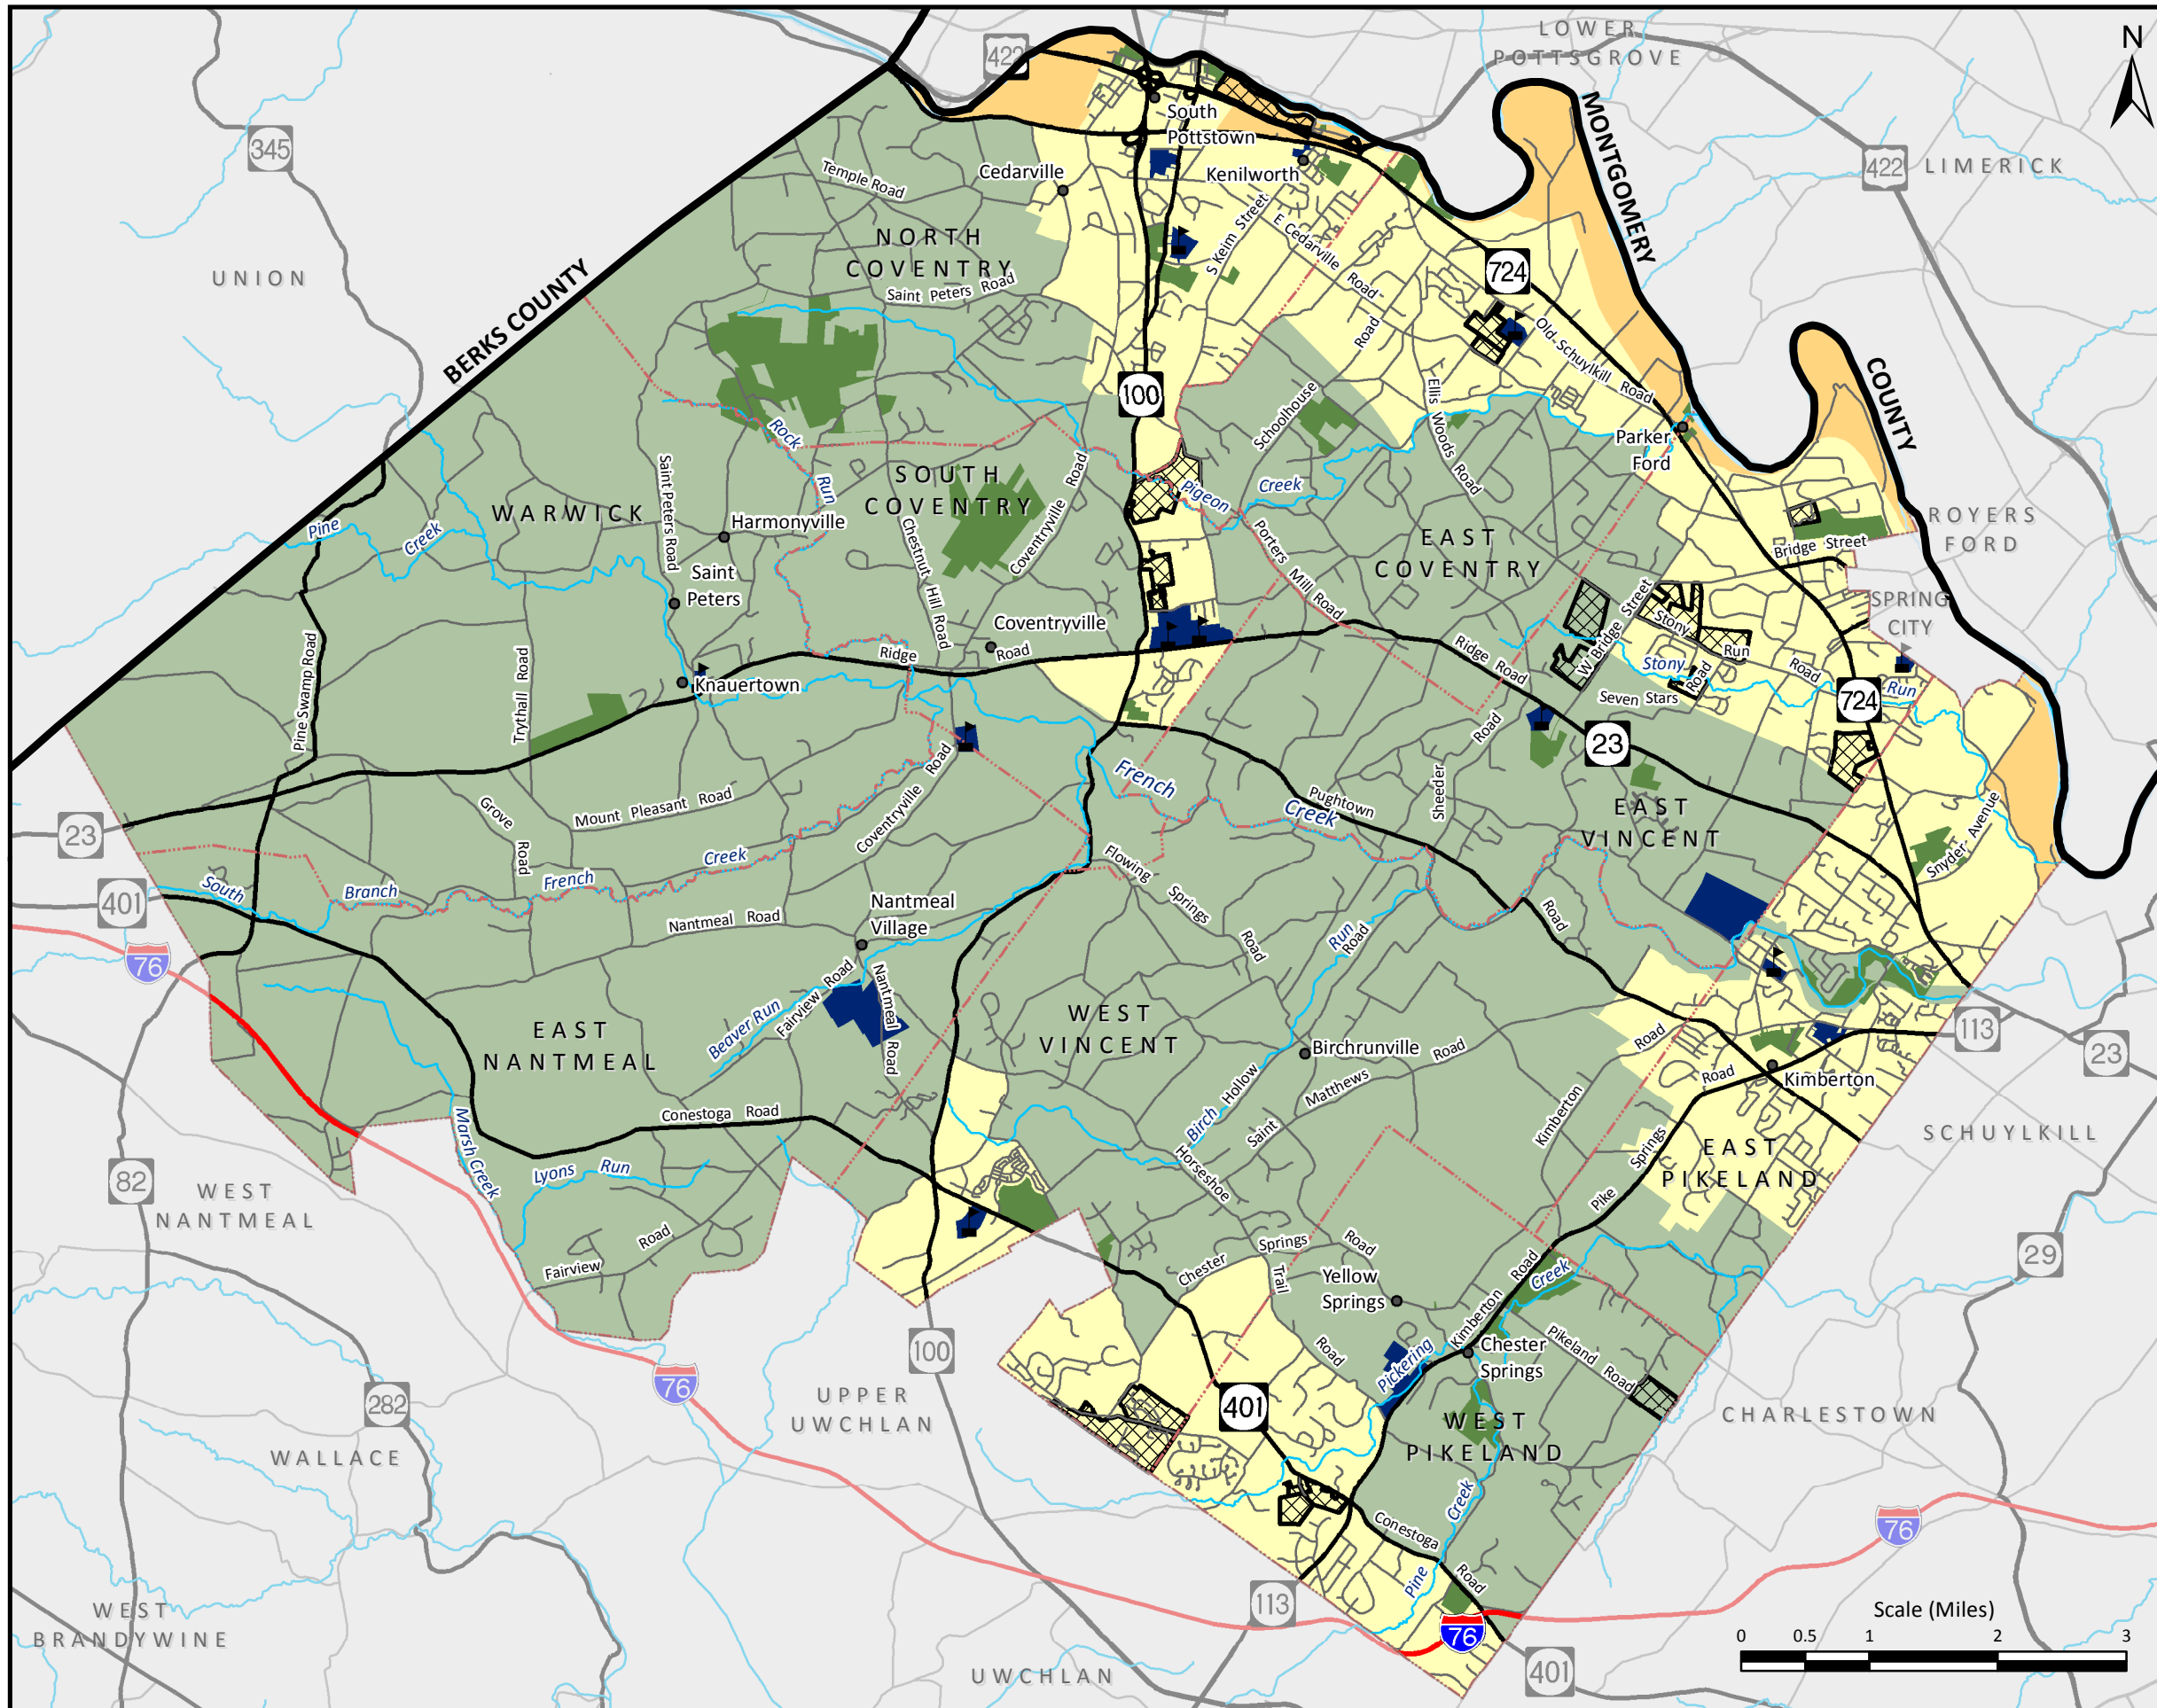 LOWER
POTTSGROVE
N
422
345
South
Pottstown
MONTGOMERY
422
LIMERICK
Temple Road
Cedarville
Kenilworth
S Keim Street
E Cedarville Road
UNION
NORTH
COVENTRY
Saint Peters Road
724
BERKS COUNTY
Road
Old Schuylkill Road
100
COUNTY
Schoolhouse
Ellis Woods Road
Rock
Run
Parker
Ford
SOUTH
COVENTRY
Saint Peters Road
Coventryville Road
Pigeon
Creek
WARWICK
Harmonyville
Pine
Creek
Chestnut Hill Road
Porters Mill Road
EAST
COVENTRY
ROYERS
FORD
Bridge Street
Saint
Peters
W Bridge Street
SPRING
CITY
Coventryville
Stony
Run
Road
Ridge
Road
Ridge Road
Stony
Run
Road
Seven Stars
724
Pine Swamp Road
Trythall Road
Knauertown
Road
23
French
Creek
Pughtown
Sheeder
EAST
VINCENT
Grove
Road
Mount Pleasant Road
Coventryville Road
Snyder Avenue
23
401
South
Branch
French
Creek
Flowing
Springs
Road
Nantmeal
Village
Nantmeal Road
Road
Run
Road
76
Nantmeal
Road
Fairview Road
Beaver Run
EAST
NANTMEAL
WEST
VINCENT
Birchrunville
Road
Matthews
Saint
Hollow
Birch
Horseshoe
Road
Kimberton
113
23
Road
Kimberton
Conestoga Road
Marsh Creek
Lyons Run
Fairview Road
Springs
Pike
EAST
PIKELAND
SCHUYLKILL
82
WEST
NANTMEAL
29
Chester
Springs
Road
Trail
Yellow
Springs
Road
Creek
Kimberton
Road
Pickering
Chester
Springs
Pikeland Road
100
76
282
UPPER
UWCHLAN
401
WEST
PIKELAND
CHARLESTOWN
WALLACE
Creek
Pine
Conestoga
Road
76
113
76
WEST
BRANDYWINE
UWCHLAN
401
Scale (Miles)
0 0.5 1 2 3